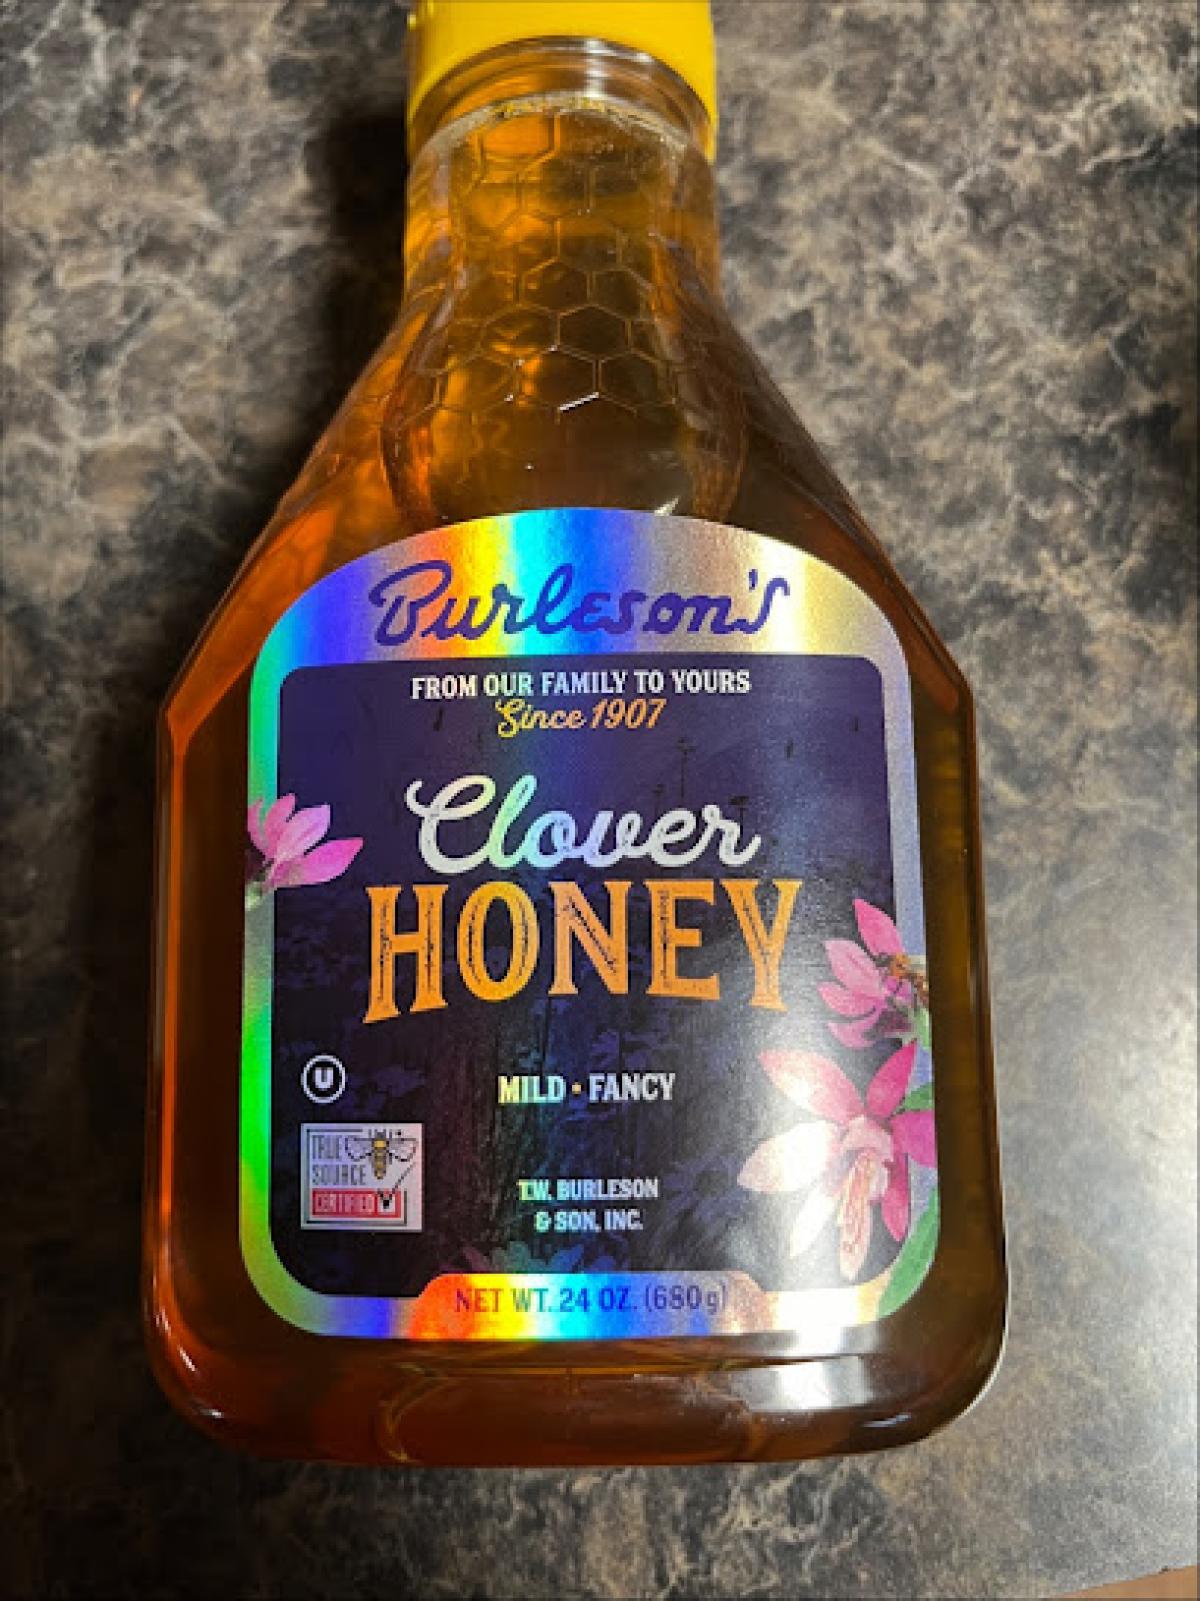 Burleson's
FROM OUR FAMILY TO YOURS
Since 1907
Clover
HONEY
U
MILD • FANCY
TRUE
SOURCE
CERTIFIED
T.W. BURLESON
& SON, INC.
NET WT. 24 OZ. (680g)